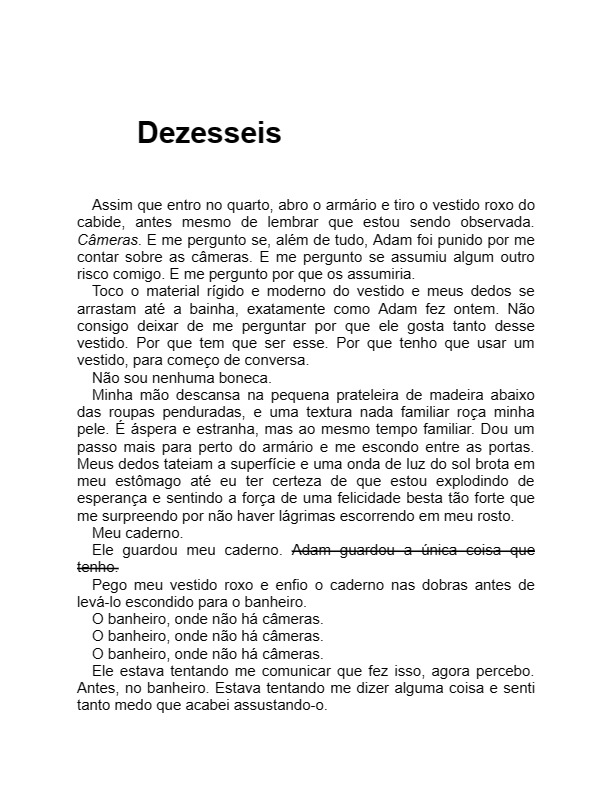 Dezesseis
Assim que entro no quarto, abro o armário e tiro o vestido roxo do
cabide, antes mesmo de lembrar que estou sendo observada.
Câmeras. E me pergunto se, além de tudo, Adam foi punido por me
contar sobre as câmeras. E me pergunto se assumiu algum outro
risco comigo. E me pergunto por que os assumiria.
Toco o material rígido e moderno do vestido e meus dedos se
arrastam até a bainha, exatamente como Adam fez ontem. Não
consigo deixar de me perguntar por que ele gosta tanto desse
vestido. Por que tem que ser esse. Por que tenho que usar um
vestido, para começo de conversa.
Não sou nenhuma boneca.
Minha mão descansa na pequena prateleira de madeira abaixo
das roupas penduradas, e uma textura nada familiar roça minha
pele. É áspera e estranha, mas ao mesmo tempo familiar. Dou um
passo mais para perto do armário e me escondo entre as portas.
Meus dedos tateiam a superfície e uma onda de luz do sol brota em
meu estômago até eu ter certeza de que estou explodindo de
esperança e sentindo a força de uma felicidade besta tão forte que
me surpreendo por não haver lágrimas escorrendo em meu rosto.
Meu caderno.
Ele guardou meu caderno. Adam guardou a única coisa que
tenho.
Pego meu vestido roxo e enfio o caderno nas dobras antes de
levá-lo escondido para o banheiro.
O banheiro, onde não há câmeras.
O banheiro, onde não há câmeras.
O banheiro, onde não há câmeras.
Ele estava tentando me comunicar que fez isso, agora percebo.
Antes, no banheiro. Estava tentando me dizer alguma coisa e senti
tanto medo que acabei assustando-o.